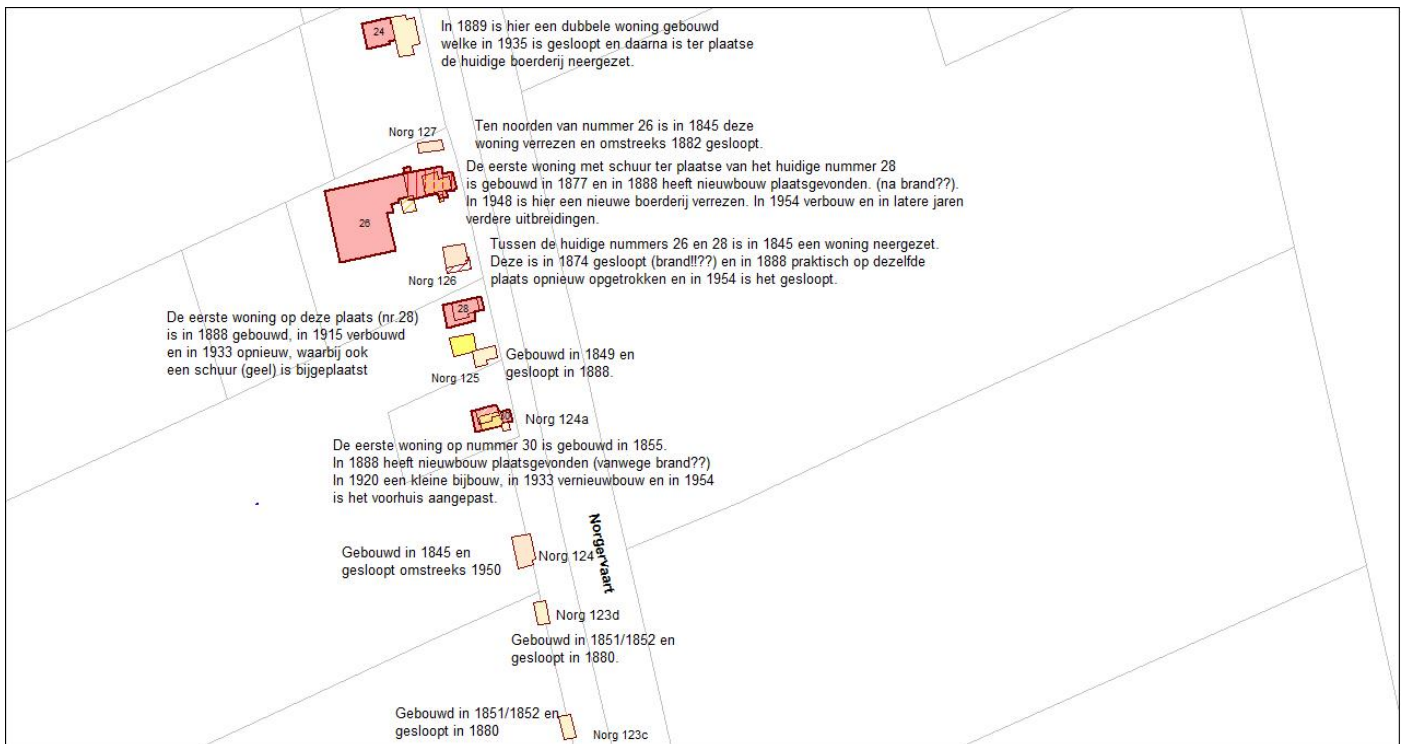 24
In 1889 is hier een dubbele woning gebouwd
welke in 1935 is gesloopt en daarna is ter plaatse
de huidige boerderij neergezet.
Norg 127
Ten noorden van nummer 26 is in 1845 deze
woning verrezen en omstreeks 1882 gesloopt.
De eerste woning met schuur ter plaatse van het huidige nummer 28
is gebouwd in 1877 en in 1888 heeft nieuwbouw plaatsgevonden. (na brand??).
In 1948 is hier een nieuwe boerderij verrezen. In 1954 verbouw en in latere jaren
verdere uitbreidingen.
26
Tussen de huidige nummers 26 en 28 is in 1845 een woning neergezet.
Deze is in 1874 gesloopt (brand!!??) en in 1888 praktisch op dezelfde
plaats opnieuw opgetrokken en in 1954 is het gesloopt.
Norg 126
28
De eerste woning op deze plaats (nr.28)
is in 1888 gebouwd, in 1915 verbouwd
en in 1933 opnieuw, waarbij ook
een schuur (geel) is bijgeplaatst
Gebouwd in 1849 en
gesloopt in 1888.
Norg 125
30
Norg 124a
De eerste woning op nummer 30 is gebouwd in 1855.
In 1888 heeft nieuwbouw plaatsgevonden (vanwege brand??)
In 1920 een kleine bijbouw, in 1933 vernieuwbouw en in 1954
is het voorhuis aangepast.
Norgervaart
Gebouwd in 1845 en
gesloopt omstreeks 1950
Norg 124
Norg 123d
Gebouwd in 1851/1852 en
gesloopt in 1880.
Gebouwd in 1851/1852 en
gesloopt in 1880
Norg 123c